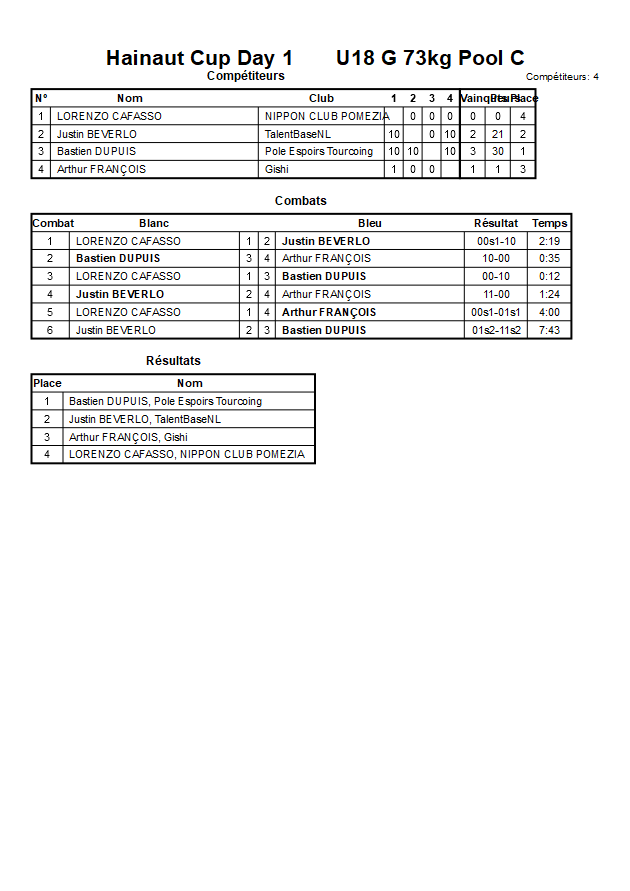 Hainaut Cup Day 1 U18 G 73kg Pool C
Compétiteurs Compétiteurs: 4
Nº Nom Club 1 2 3 4 Vainqueurs Place
1 LORENZO CAFASSO NIPPON CLUB POMEZIA 0 0 0 0 0 4
2 Justin BEVERLO TalentBaseNL 10 0 10 2 21 2
3 Bastien DUPUIS Pole Espoirs Tourcoing 10 10 10 3 30 1
4 Arthur FRANÇOIS Gishi 1 0 0 1 1 3
Combats
Combat Blanc Bleu Résultat Temps
1 LORENZO CAFASSO 1 2 Justin BEVERLO 00s1-10 2:19
2 Bastien DUPUIS 3 4 Arthur FRANÇOIS 10-00 0:35
3 LORENZO CAFASSO 1 3 Bastien DUPUIS 00-10 0:12
4 Justin BEVERLO 2 4 Arthur FRANÇOIS 11-00 1:24
5 LORENZO CAFASSO 1 4 Arthur FRANÇOIS 00s1-01s1 4:00
6 Justin BEVERLO 2 3 Bastien DUPUIS 01s2-11s2 7:43
Résultats
Place Nom
1 Bastien DUPUIS, Pole Espoirs Tourcoing
2 Justin BEVERLO, TalentBaseNL
3 Arthur FRANÇOIS, Gishi
4 LORENZO CAFASSO, NIPPON CLUB POMEZIA